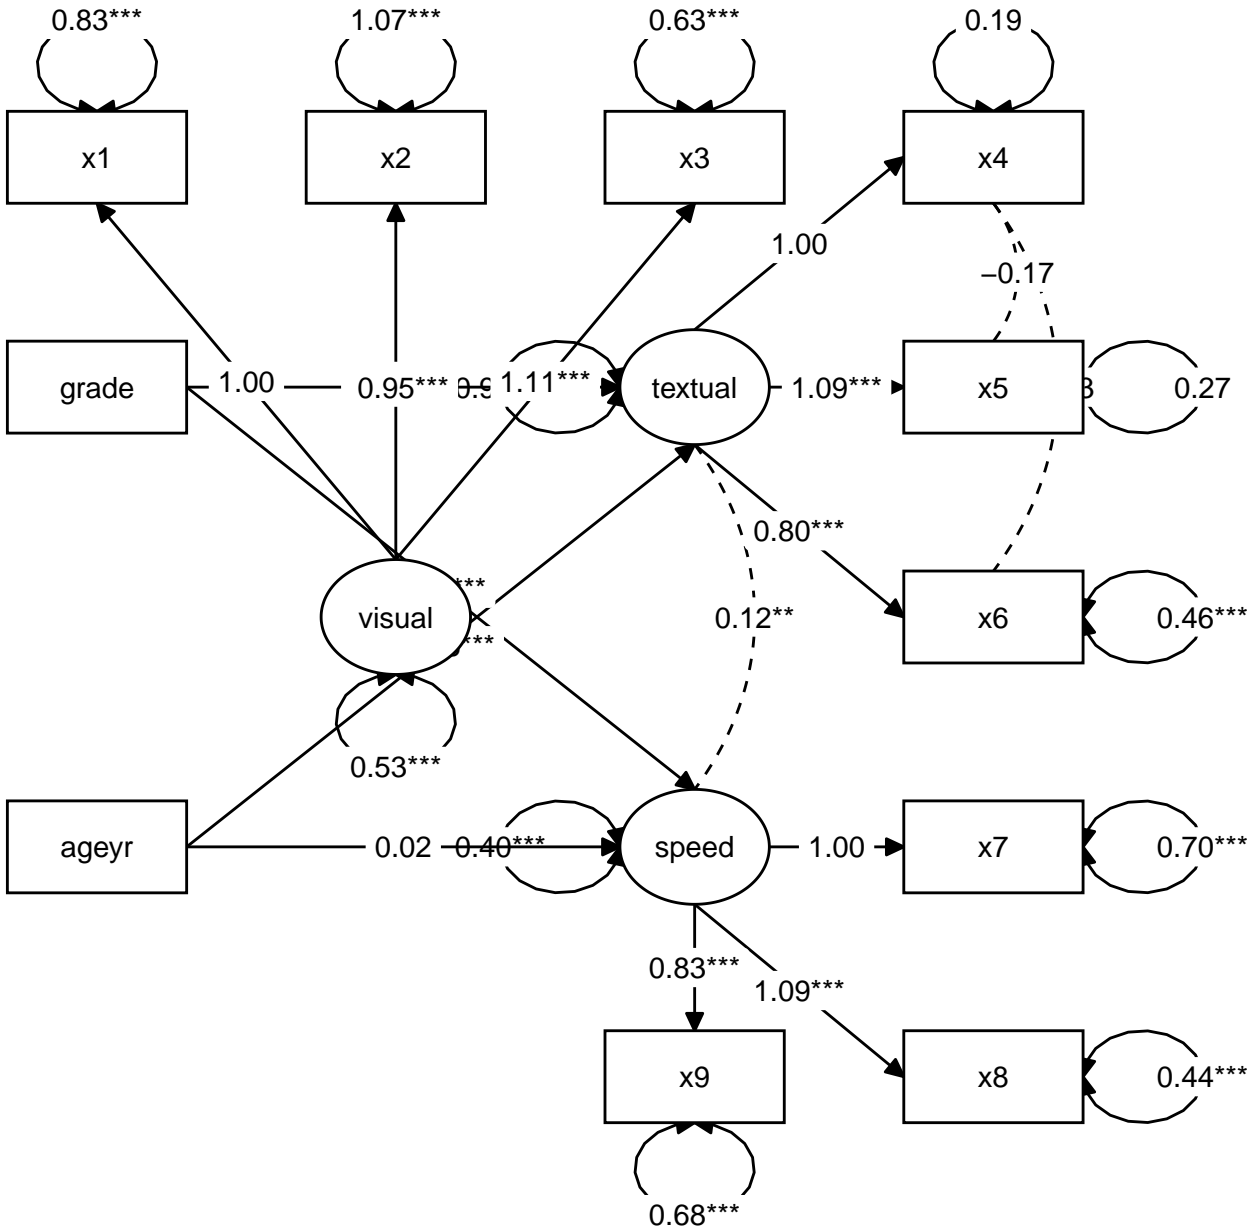 0.83*** 1.07*** 0.63*** 0.19
x1 x2 x3 x4
1.00
−0.17
grade 1.00 0.95*** 1.11*** textual 1.09*** x5 0.27
0.80***
visual 0.12** x6 0.46***
0.53***
ageyr 0.02 0.40*** speed 1.00 x7 0.70***
0.83***
1.09***
x9 x8 0.44***
0.68***